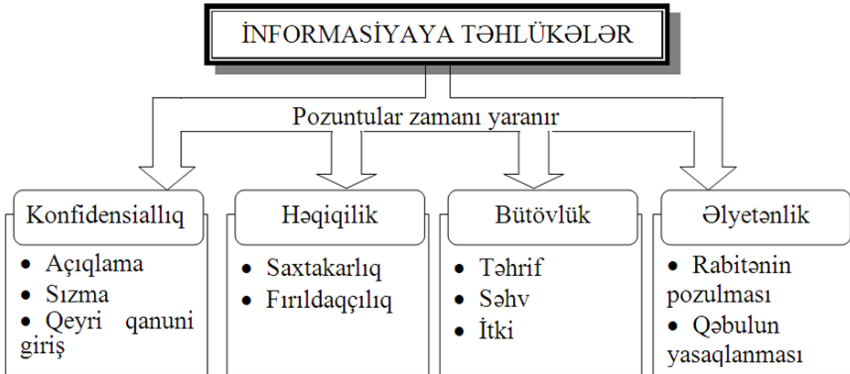 İNFORMASİYAYA TƏHLÜKƏLƏR
Pozuntular zamanı yaranır
Konfidensiallıq
• Açıqlama
• Sızma
• Qeyri qanuni
giriş
Həqiqilik
• Saxtakarlıq
• Fırıldaqçılıq
Bütövlük
• Təhrif
• Səhv
• İtki
Əlyetənlik
• Rabitənin
pozulması
• Qəbulun
yasaqlanması